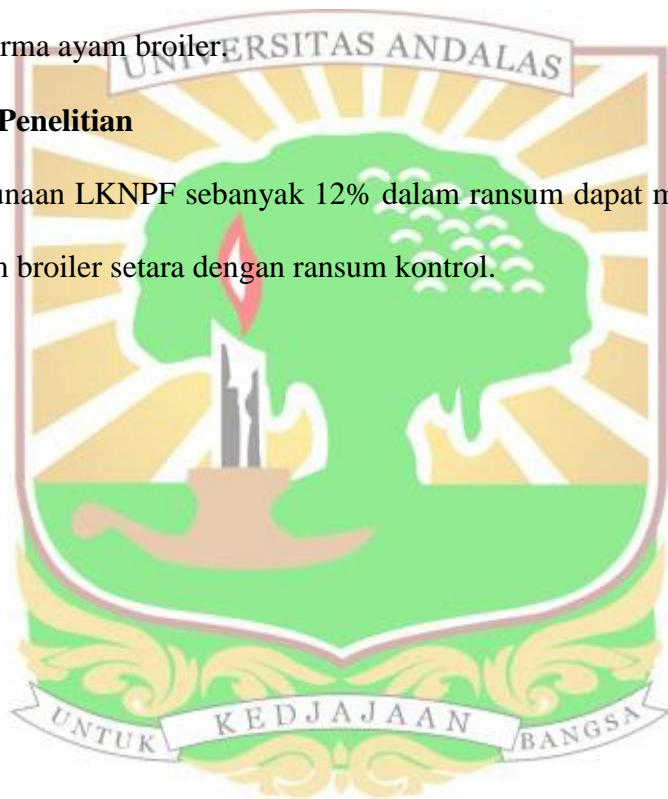 rma ayam broiler.
UNIVERSITAS ANDALAS
Penelitian
unaan LKNPF sebanyak 12% dalam ransum dapat m
n broiler setara dengan ransum kontrol.
UNTUK KEDJAJAAN BANGSA